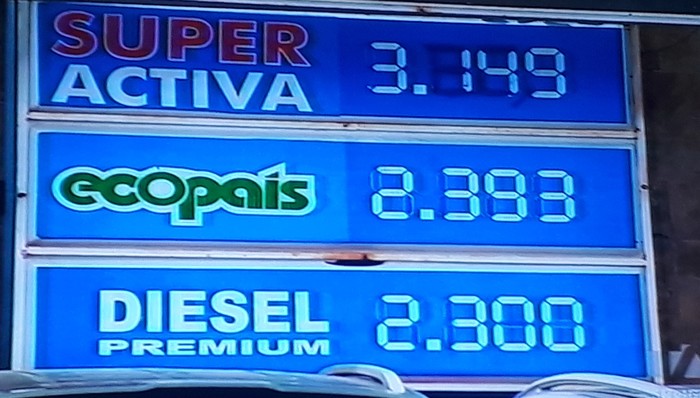 SUPER
ACTIVA 3.149
ecopaís 2.393
DIESEL
PREMIUM 2.300